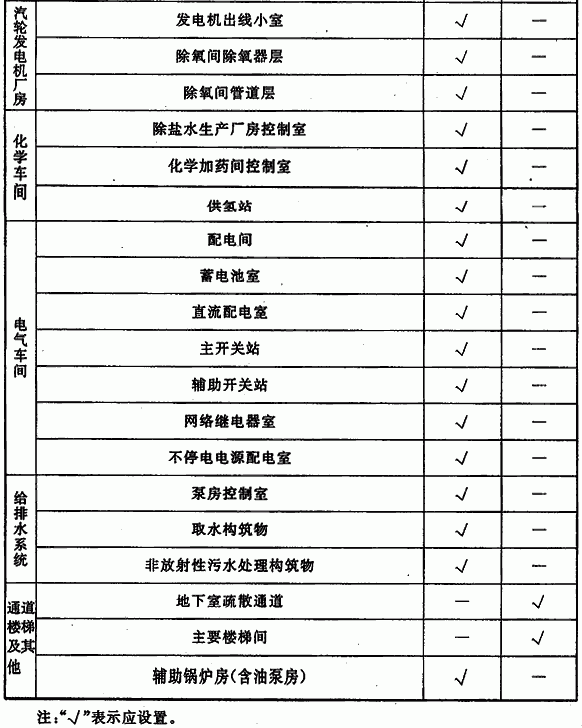 汽轮发电机厂房
发电机出线小室 √ —
除氧间除氧器层 √ —
除氧间管道层 √ —
化学车间
除盐水生产厂房控制室 √ —
化学加药间控制室 √ —
供氢站 √ —
电气车间
配电间 √ —
蓄电池室 √ —
直流配电室 √ —
主开关站 √ —
辅助开关站 √ —
网络继电器室 √ —
不停电电源配电室 √ —
给排水系统
泵房控制室 √ —
取水构筑物 √ —
非放射性污水处理构筑物 √ —
通道
楼梯
及其
他
地下室疏散通道 — √
主要楼梯间 — √
辅助锅炉房(含油泵房) √ —
注:“√”表示应设置。